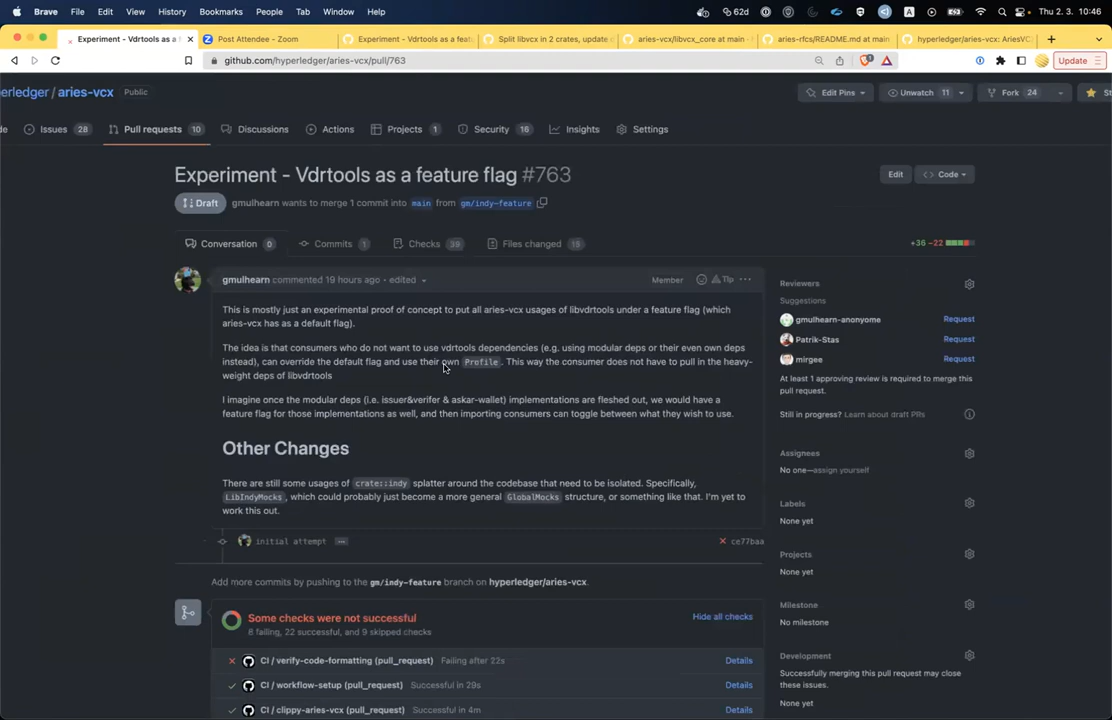 Brave File Edit View History Bookmarks People Tab Window Help 62d A Thu 2. 3. 10:46
Experiment - Vdrtools as a f Post Attendee - Zoom Experiment - Vdrtools as a feat Split libvcx in 2 crates, update aries-vcx/libvcx_core at main · aries-rfcs/README.md at main hyperledger/aries-vcx: AriesVC
github.com/hyperledger/aries-vcx/pull/763 Update
erledger / aries-vcx Public Edit Pins Unwatch 11 Fork 24 St
de Issues 28 Pull requests 10 Discussions Actions Projects 1 Security 16 Insights Settings
Experiment - Vdrtools as a feature flag #763 Edit <> Code
Draft gmulhearn wants to merge 1 commit into main from gm/indy-feature
Conversation 0 Commits 1 Checks 39 Files changed 18 +36 −22
gmulhearn commented 19 hours ago • edited Member Tip ...
This is mostly just an experimental proof of concept to put all aries-vcx usages of libvdrtools under a feature flag (which
aries-vcx has as a default flag).
The idea is that consumers who do not want to use vdrtools dependencies (e.g. using modular deps or their even own deps
instead), can override the default flag and use their own Profile. This way the consumer does not have to pull in the heavy-
weight deps of libvdrtools
I imagine once the modular deps (i.e. issuer&verifer & askar-wallet) implementations are fleshed out, we would have a
feature flag for those implementations as well, and then importing consumers can toggle between what they wish to use.
Other Changes
There are still some usages of crate::indy splatter around the codebase that need to be isolated. Specifically,
LibIndyMocks, which could probably just become a more general GlobalMocks structure, or something like that. I'm yet to
work this out.
initial attempt ... ce77baa
Add more commits by pushing to the gm/indy-feature branch on hyperledger/aries-vcx.
Some checks were not successful Hide all checks
8 failing, 22 successful, and 9 skipped checks
CI / verify-code-formatting (pull_request) Failing after 22s Details
CI / workflow-setup (pull_request) Successful in 29s Details
CI / clippy-aries-vcx (pull_request) Successful in 4m Details
Reviewers
Suggestions
gmulhearn-anonyome Request
Patrik-Stas Request
mirgee Request
At least 1 approving review is required to merge this
pull request.
Still in progress? Learn about draft PRs
Assignees
No one—assign yourself
Labels
None yet
Projects
None yet
Milestone
No milestone
Development
Successfully merging this pull request may close
these issues.
None yet